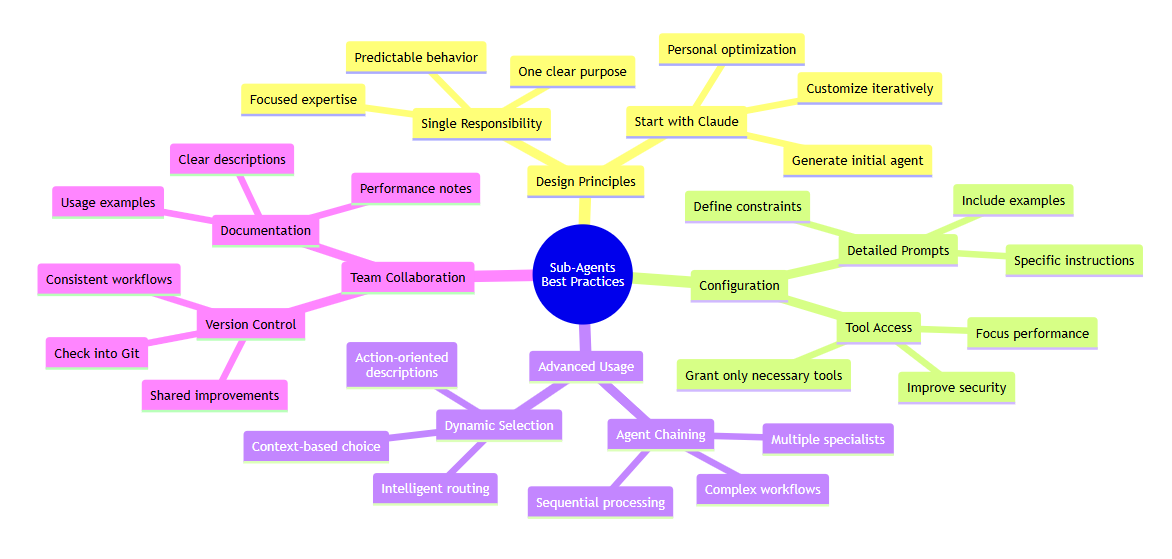 Sub-Agents
Best Practices
Design Principles
Single Responsibility
Focused expertise
Predictable behavior
One clear purpose
Start with Claude
Personal optimization
Customize iteratively
Generate initial agent
Configuration
Detailed Prompts
Define constraints
Include examples
Specific instructions
Tool Access
Focus performance
Improve security
Grant only necessary tools
Advanced Usage
Agent Chaining
Multiple specialists
Complex workflows
Sequential processing
Dynamic Selection
Action-oriented
descriptions
Context-based choice
Intelligent routing
Team Collaboration
Documentation
Clear descriptions
Usage examples
Performance notes
Version Control
Consistent workflows
Check into Git
Shared improvements